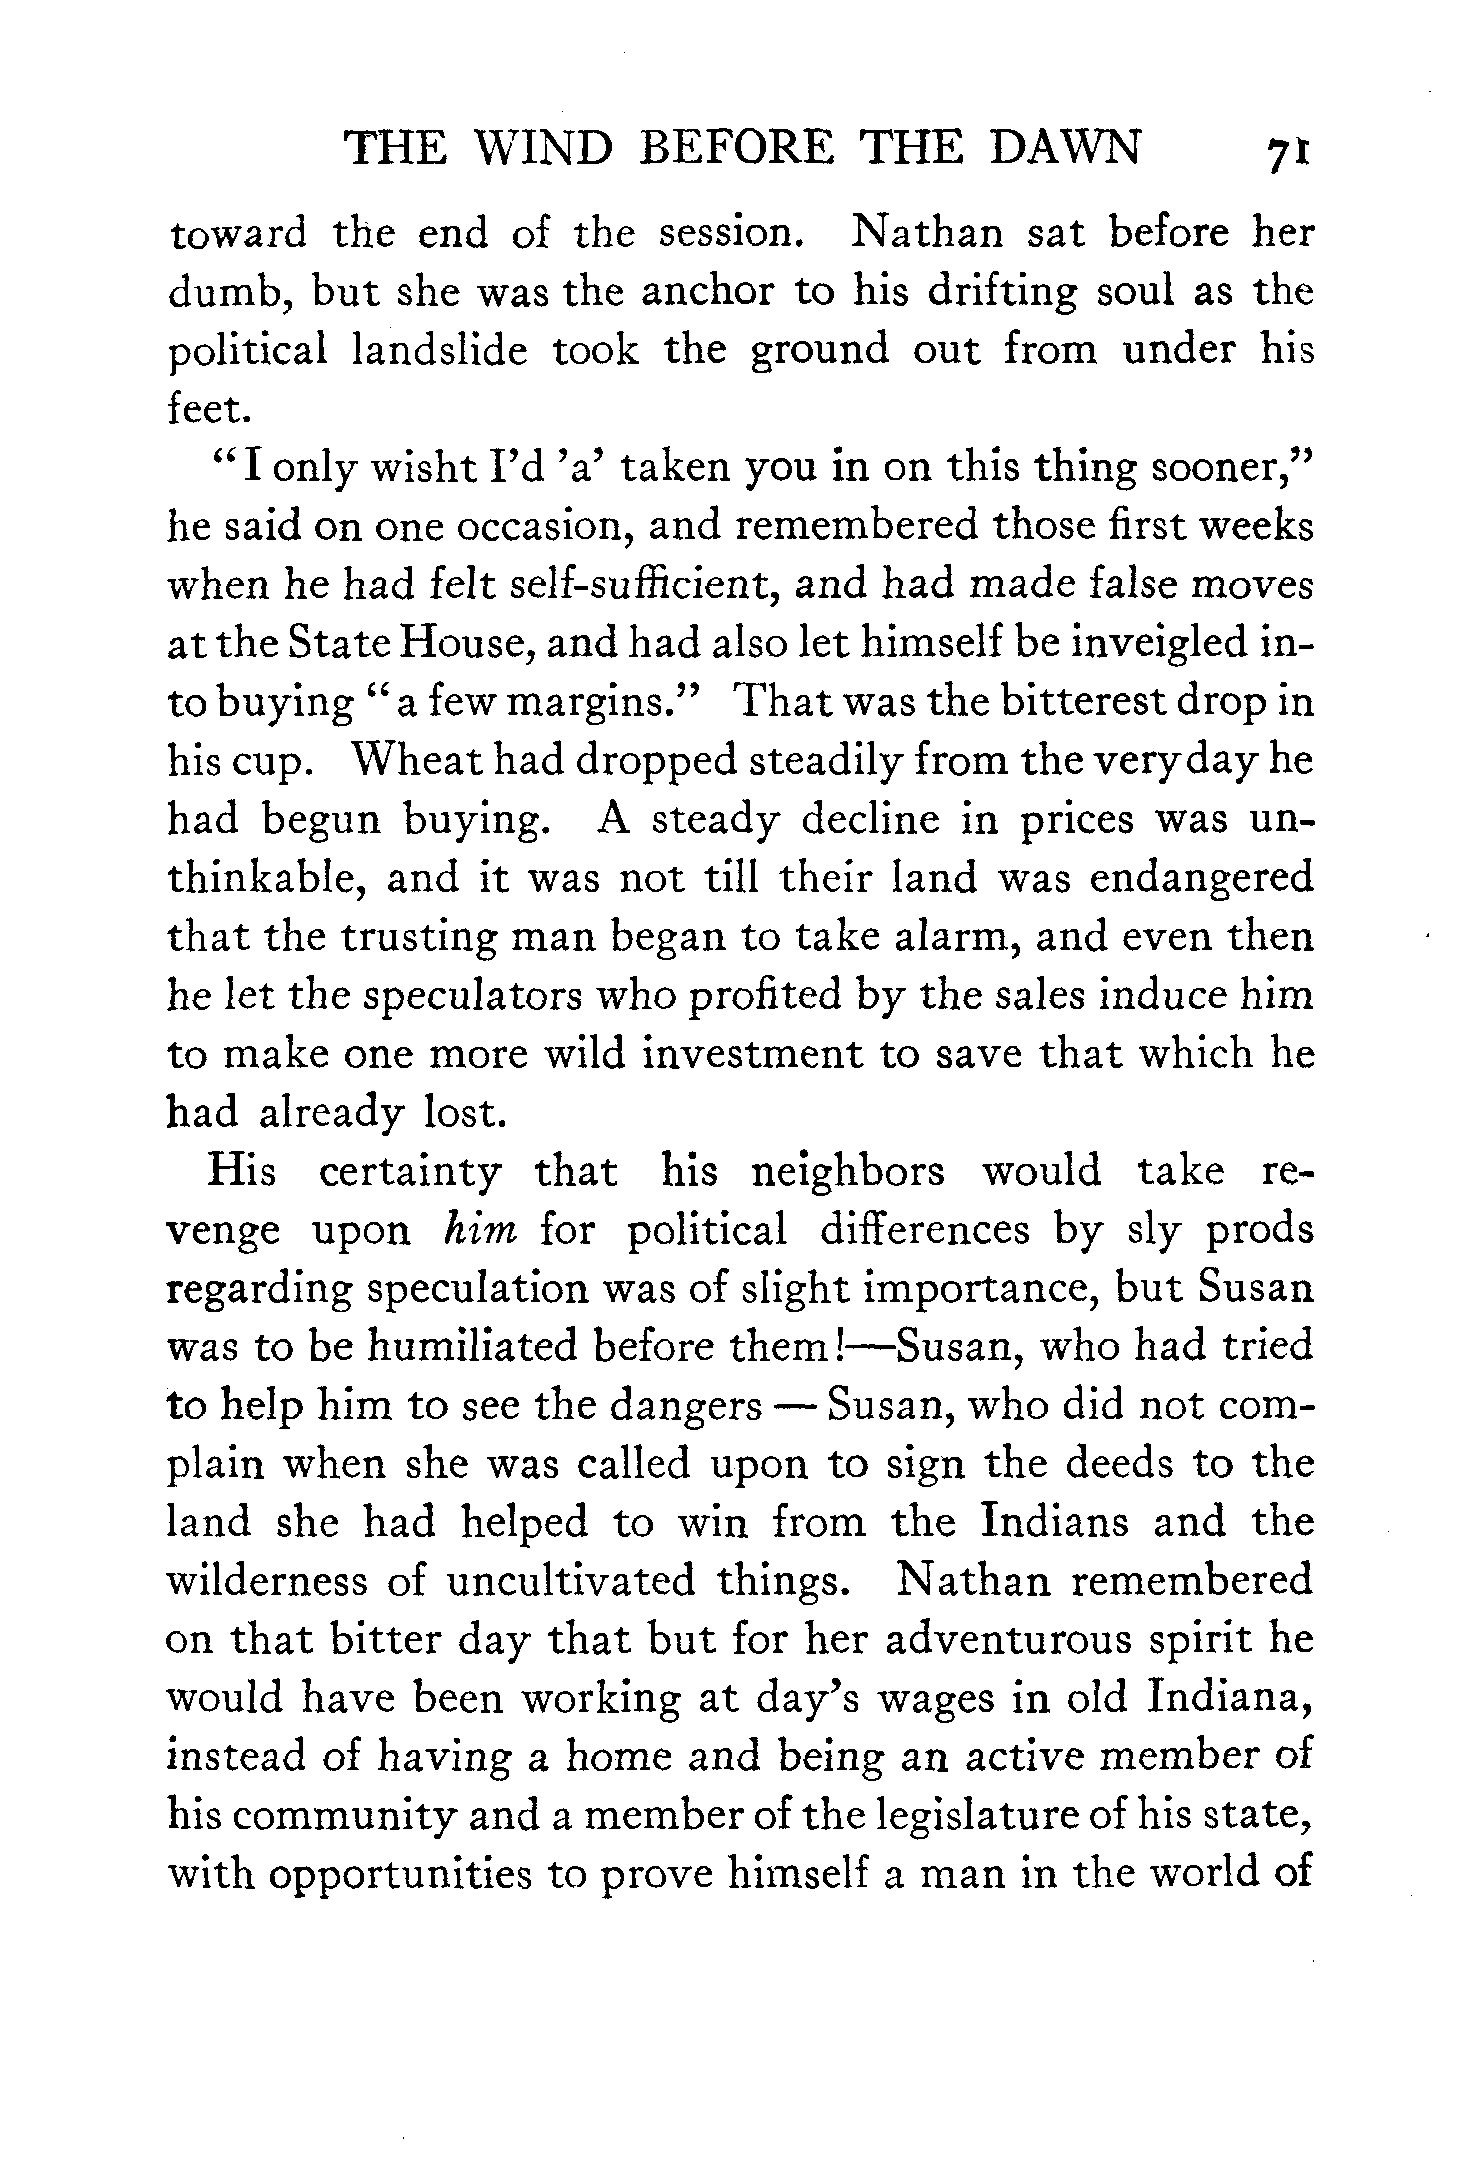 THE WIND BEFORE THE DAWN 71
toward the end of the session. Nathan sat before her
dumb, but she was the anchor to his drifting soul as the
political landslide took the ground out from under his
feet.
“I only wisht I’d ’a’ taken you in on this thing sooner,”
he said on one occasion, and remembered those first weeks
when he had felt self-sufficient, and had made false moves
at the State House, and had also let himself be inveigled in-
to buying “a few margins.” That was the bitterest drop in
his cup. Wheat had dropped steadily from the very day he
had begun buying. A steady decline in prices was un-
thinkable, and it was not till their land was endangered
that the trusting man began to take alarm, and even then
he let the speculators who profited by the sales induce him
to make one more wild investment to save that which he
had already lost.
His certainty that his neighbors would take re-
venge upon him for political differences by sly prods
regarding speculation was of slight importance, but Susan
was to be humiliated before them!—Susan, who had tried
to help him to see the dangers — Susan, who did not com-
plain when she was called upon to sign the deeds to the
land she had helped to win from the Indians and the
wilderness of uncultivated things. Nathan remembered
on that bitter day that but for her adventurous spirit he
would have been working at day’s wages in old Indiana,
instead of having a home and being an active member of
his community and a member of the legislature of his state,
with opportunities to prove himself a man in the world of